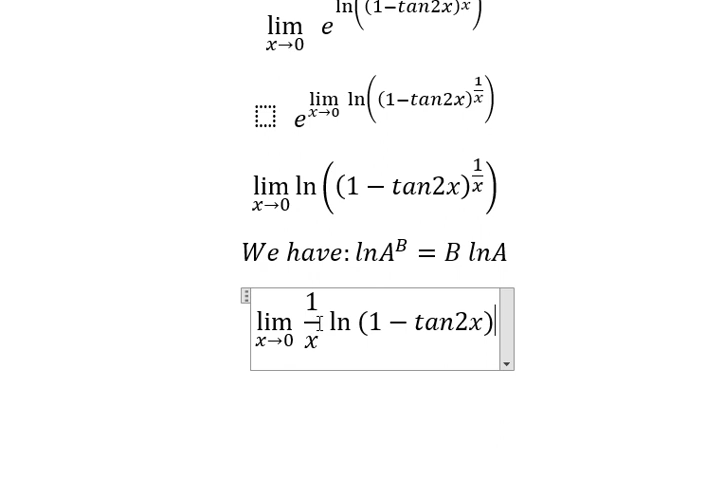 lim x→0 e^ln((1−tan2x)^x)
e^lim x→0 ln((1−tan2x)^1/x)
lim x→0 ln((1 − tan2x)^1/x)
We have: lnA^B = B lnA
lim x→0 1/x ln (1 − tan2x)